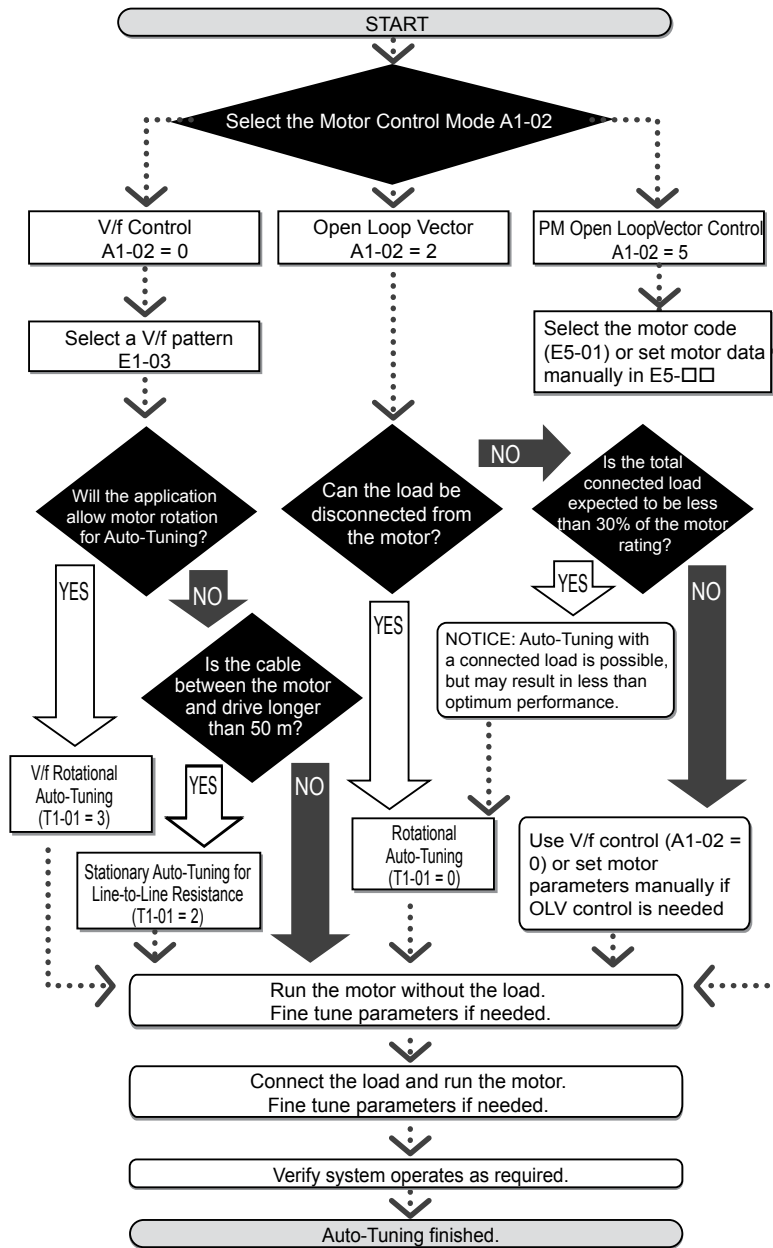 START
Select the Motor Control Mode A1-02
V/f Control
A1-02 = 0
Open Loop Vector
A1-02 = 2
PM Open LoopVector Control
A1-02 = 5
Select a V/f pattern
E1-03
Select the motor code
(E5-01) or set motor data
manually in E5-□□
Will the application
allow motor rotation
for Auto-Tuning?
Can the load be
disconnected from
the motor?
NO
Is the total
connected load
expected to be less
than 30% of the motor
rating?
YES
NO
YES
YES
NO
Is the cable
between the motor
and drive longer
than 50 m?
NOTICE: Auto-Tuning with
a connected load is possible,
but may result in less than
optimum performance.
V/f Rotational
Auto-Tuning
(T1-01 = 3)
YES
NO
Stationary Auto-Tuning for
Line-to-Line Resistance
(T1-01 = 2)
Rotational
Auto-Tuning
(T1-01 = 0)
Use V/f control (A1-02 =
0) or set motor
parameters manually if
OLV control is needed
Run the motor without the load.
Fine tune parameters if needed.
Connect the load and run the motor.
Fine tune parameters if needed.
Verify system operates as required.
Auto-Tuning finished.